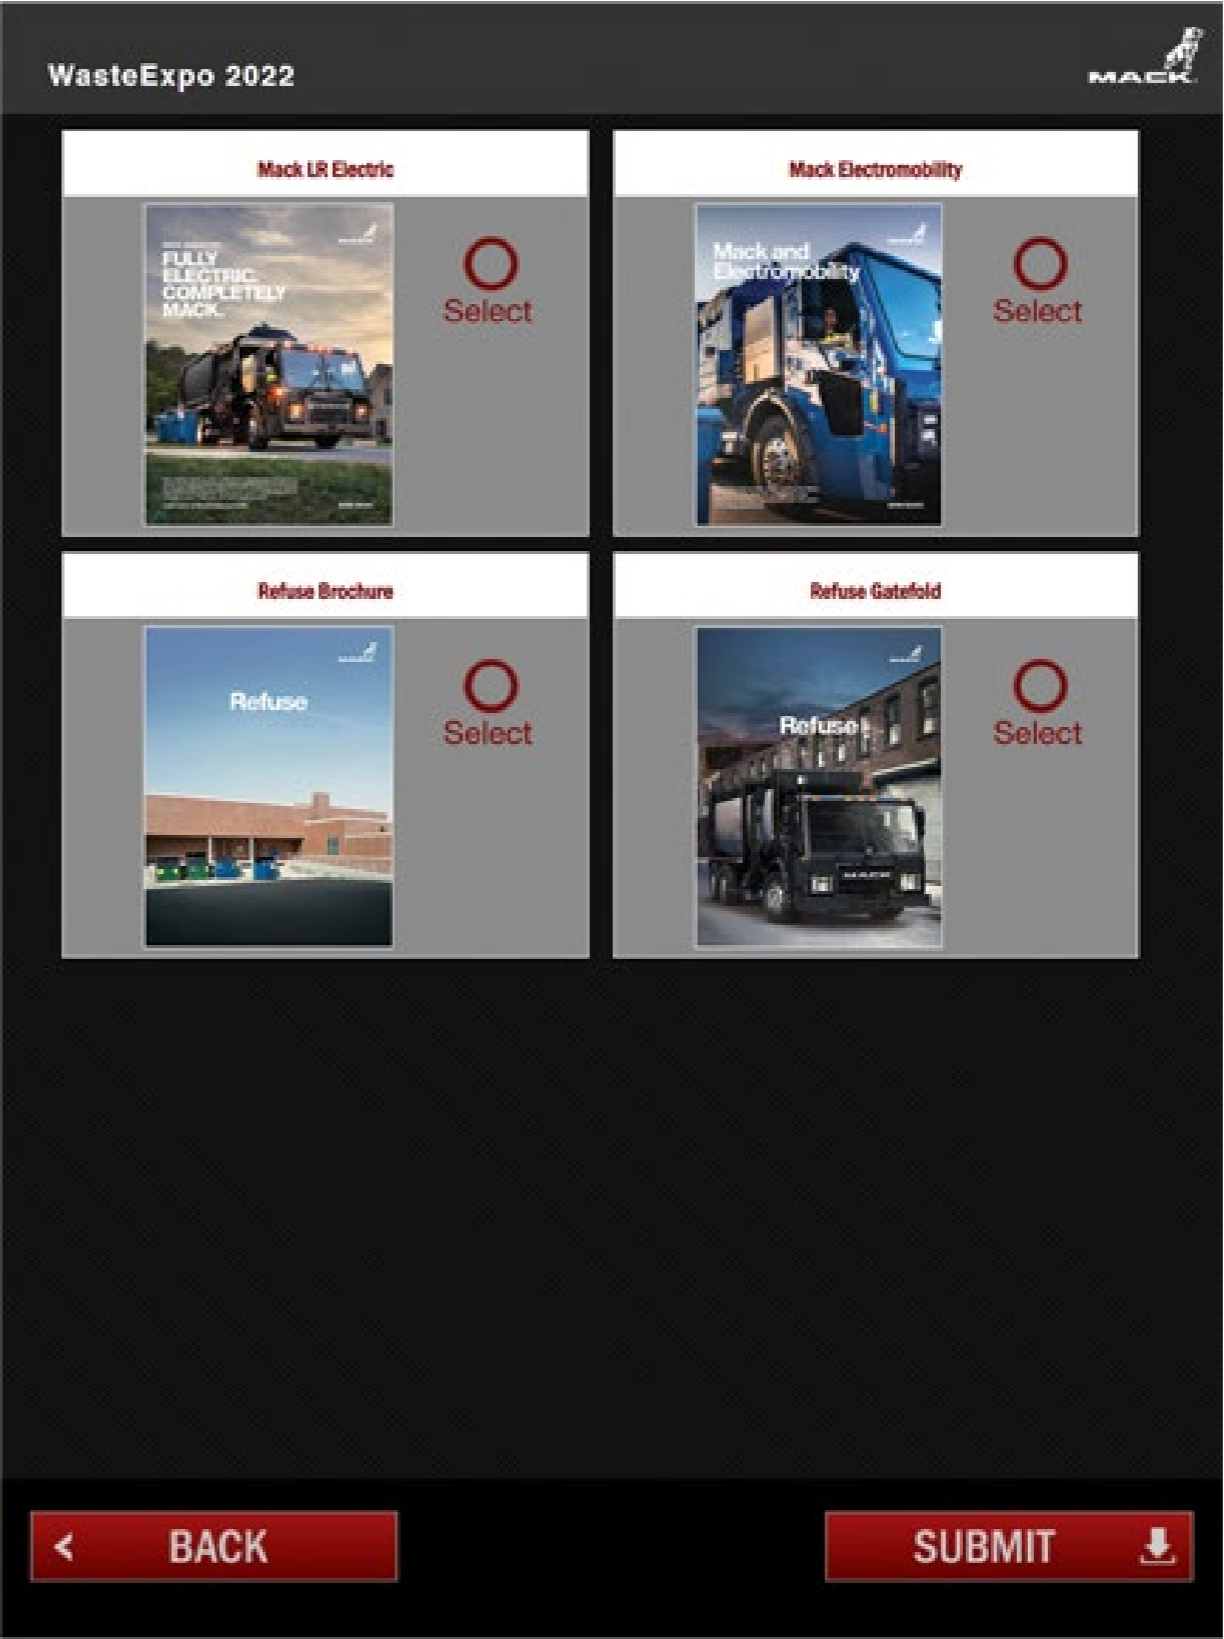 WasteExpo 2022
MACK
Mack LR Electric
Mack Electromobility
FULLY
ELECTRIC.
COMPLETELY
MACK.
Select
Mack and
Electromobility
Select
Refuse Brochure
Refuse Gatefold
Refuse
Select
Refuse
MACK
Select
BACK
SUBMIT